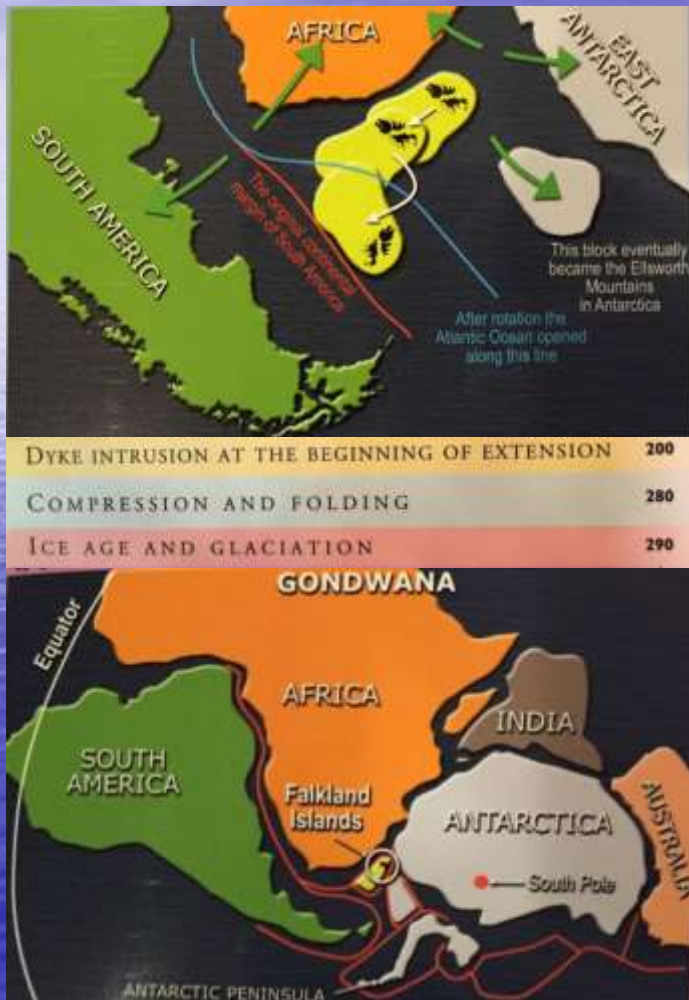 AFRICA
EAST
ANTARCTICA
SOUTH AMERICA
The original continental
margin of South America
This block eventually
became the Ellsworth
Mountains
in Antarctica
After rotation the
Atlantic Ocean opened
along this line
DYKE INTRUSION AT THE BEGINNING OF EXTENSION 200
COMPRESSION AND FOLDING 280
ICE AGE AND GLACIATION 290
GONDWANA
Equator
AFRICA
INDIA
SOUTH
AMERICA
Falkland
Islands
ANTARCTICA
AUSTRALIA
South Pole
ANTARCTIC PENINSULA